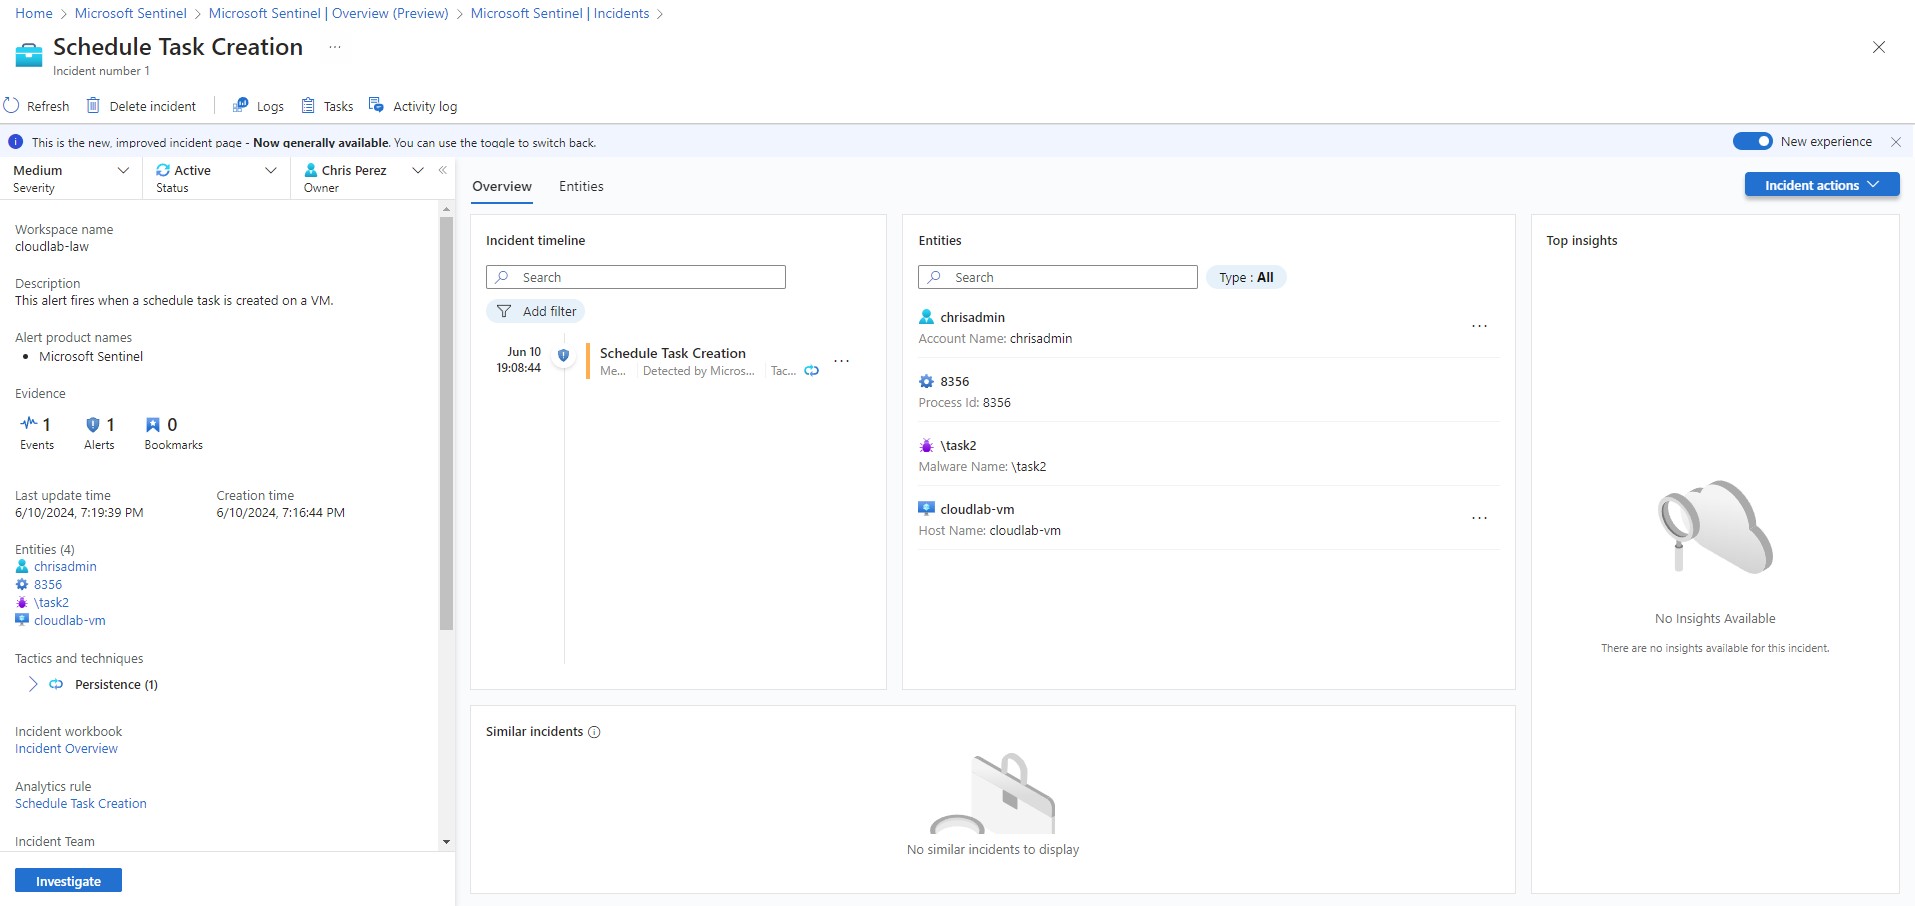 Home > Microsoft Sentinel > Microsoft Sentinel | Overview (Preview) > Microsoft Sentinel | Incidents >
Schedule Task Creation ...
Incident number 1
Refresh Delete incident Logs Tasks Activity log
This is the new, improved incident page - Now generally available. You can use the toggle to switch back.
New experience
Medium
Severity
Active
Status
Chris Perez
Owner
Workspace name
cloudlab-law
Description
This alert fires when a schedule task is created on a VM.
Alert product names
• Microsoft Sentinel
Evidence
1 1 0
Events Alerts Bookmarks
Last update time
6/10/2024, 7:19:39 PM
Creation time
6/10/2024, 7:16:44 PM
Entities (4)
chrisadmin
8356
\task2
cloudlab-vm
Tactics and techniques
Persistence (1)
Incident workbook
Incident Overview
Analytics rule
Schedule Task Creation
Incident Team
Investigate
Overview Entities
Incident actions
Incident timeline
Search
Add filter
Jun 10
19:08:44
Schedule Task Creation
Me... Detected by Micros... Tac...
...
Entities
Search
Type : All
chrisadmin
Account Name: chrisadmin
...
8356
Process Id: 8356
\task2
Malware Name: \task2
cloudlab-vm
Host Name: cloudlab-vm
...
Top insights
No Insights Available
There are no insights available for this incident.
Similar incidents
No similar incidents to display